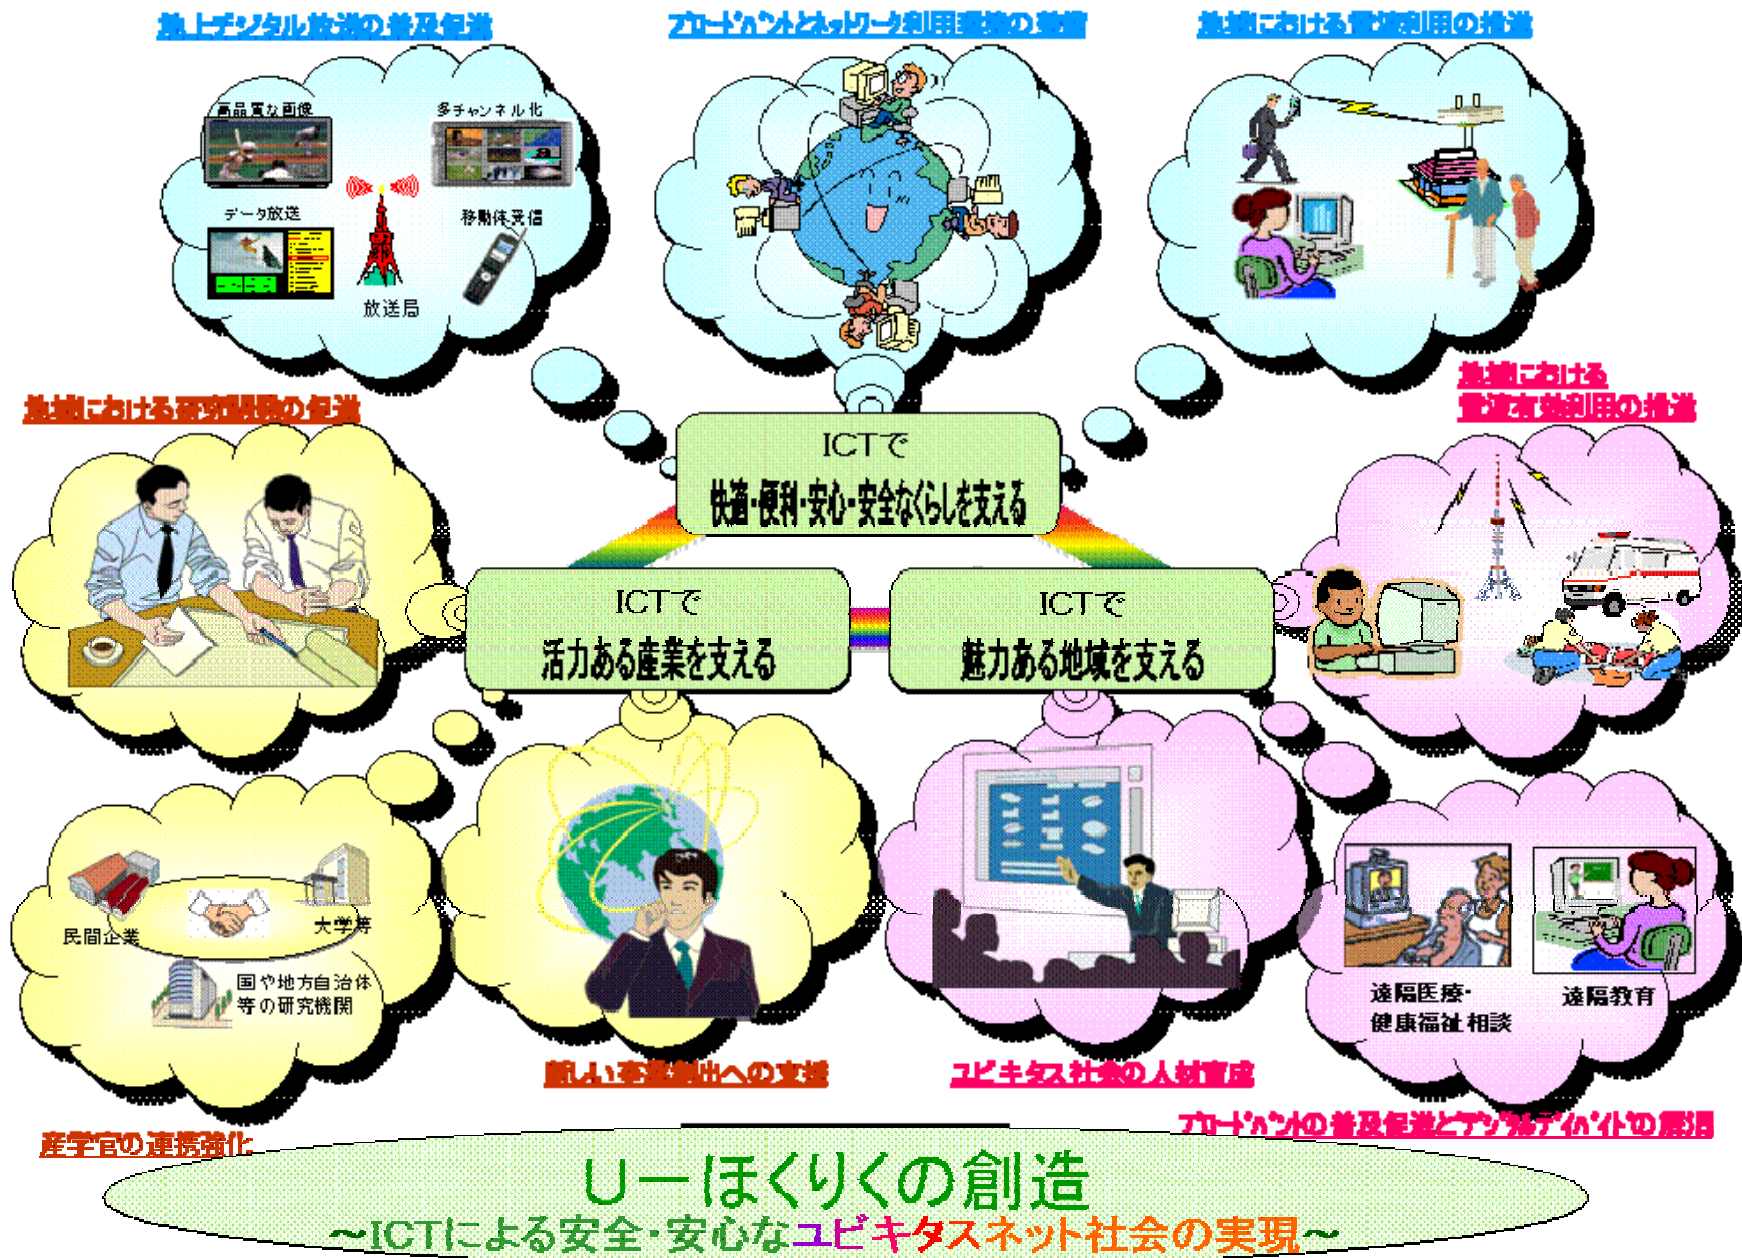 地上デジタル放送の普及促進
ブロードバンドとネットワーク利用環境の整備
地域における電波利用の推進
高品質な画像
多チャンネル化
データ放送
移動体受信
放送局
地域における研究開発の促進
地域における
電波有効利用の推進
ICTで
快適・便利・安心・安全なくらしを支える
ICTで
活力ある産業を支える
ICTで
魅力ある地域を支える
民間企業
大学等
国や地方自治体
等の研究機関
遠隔医療・
健康福祉相談
遠隔教育
新しい事業創出への支援
ユビキタス社会の人材育成
ブロードバンドの普及促進とデジタルディバイドの解消
産学官の連携強化
U－ほくりくの創造
～ICTによる安全・安心なユビキタスネット社会の実現～